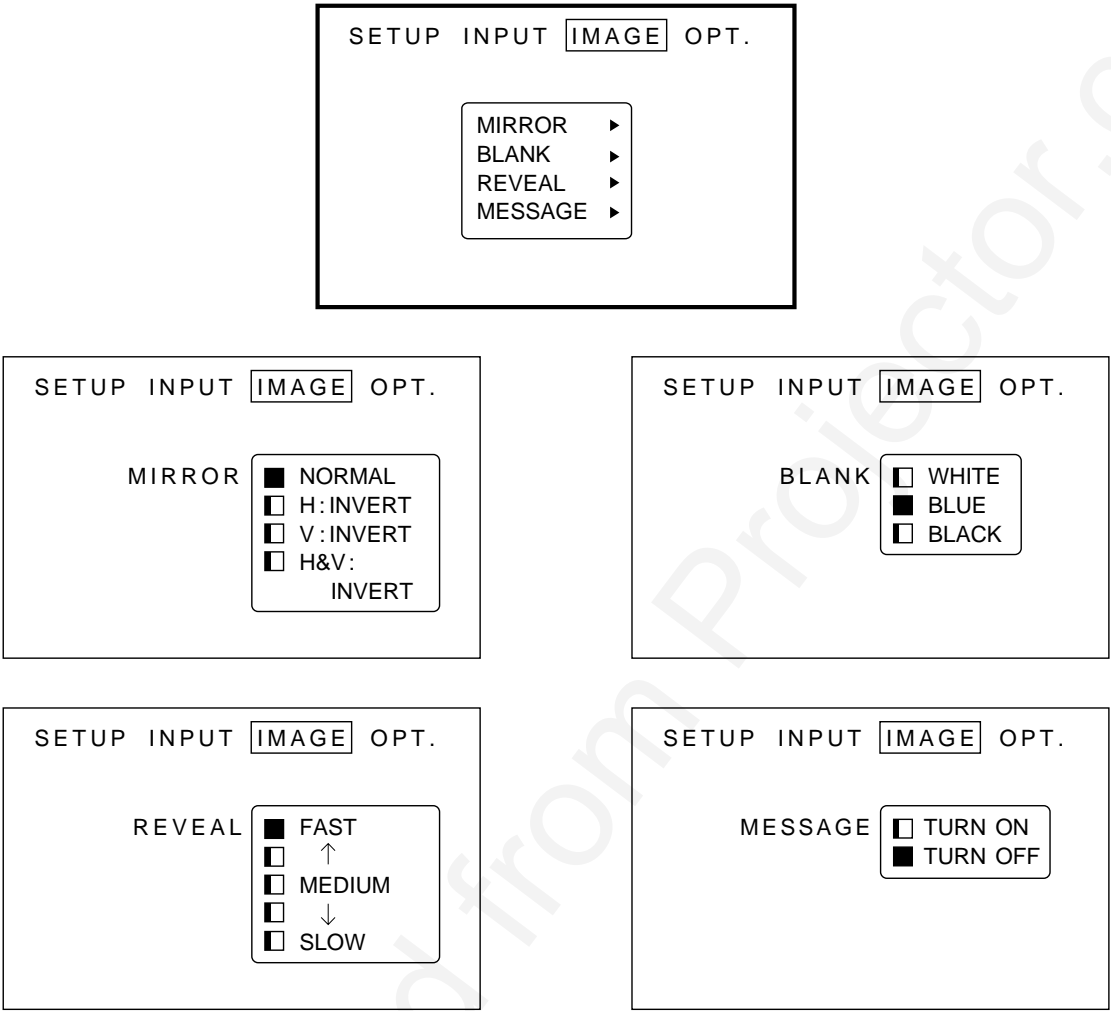 SETUP INPUT IMAGE OPT.
MIRROR
BLANK
REVEAL
MESSAGE
SETUP INPUT IMAGE OPT.
MIRROR NORMAL
H:INVERT
V:INVERT
H&V:
INVERT
SETUP INPUT IMAGE OPT.
BLANK WHITE
BLUE
BLACK
SETUP INPUT IMAGE OPT.
REVEAL FAST
↑
MEDIUM
↓
SLOW
SETUP INPUT IMAGE OPT.
MESSAGE TURN ON
TURN OFF
d from Projector.c